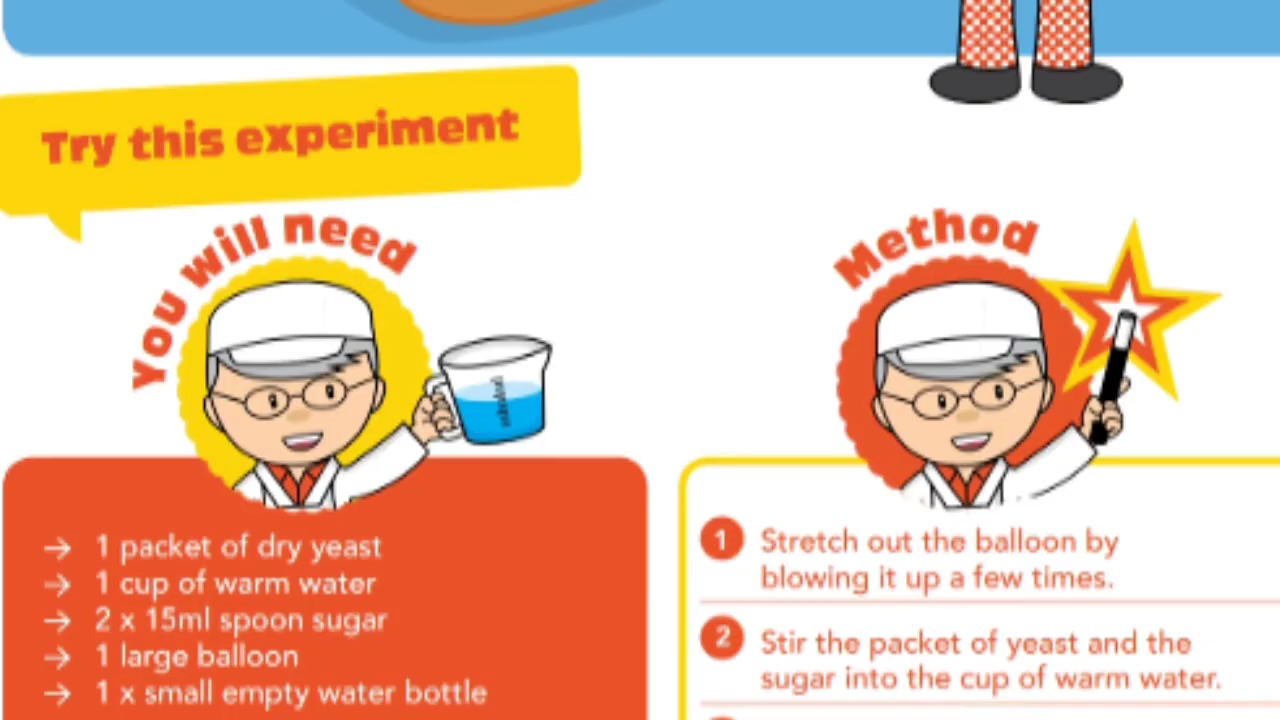 Try this experiment
You will need
→ 1 packet of dry yeast
→ 1 cup of warm water
→ 2 x 15ml spoon sugar
→ 1 large balloon
→ 1 x small empty water bottle
Method
1 Stretch out the balloon by
blowing it up a few times.
2 Stir the packet of yeast and the
sugar into the cup of warm water.